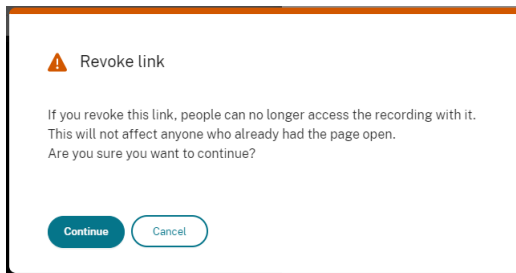 Revoke link
If you revoke this link, people can no longer access the recording with it.
This will not affect anyone who already had the page open.
Are you sure you want to continue?
Continue
Cancel